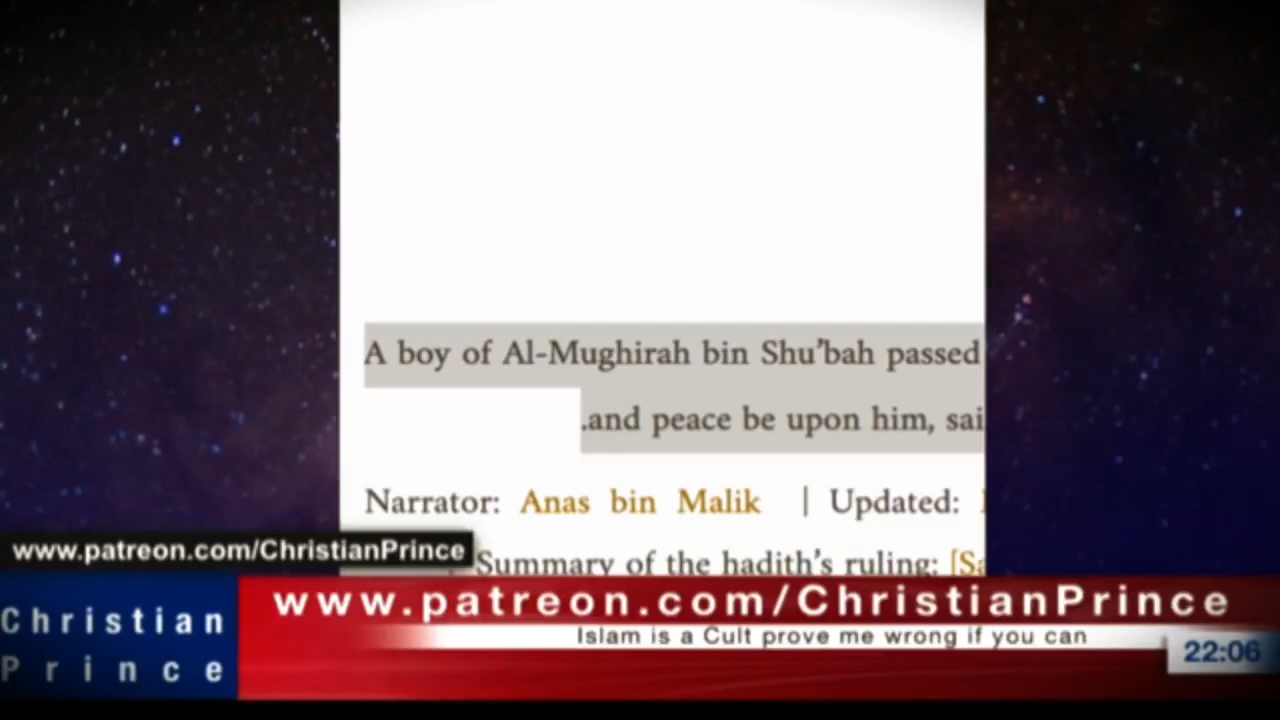 A boy of Al-Mughirah bin Shu'bah passed
.and peace be upon him, sai
Narrator: Anas bin Malik | Updated:
Summary of the hadith's ruling: [Sa
www.patreon.com/ChristianPrince
www.patreon.com/ChristianPrince
Islam is a Cult prove me wrong if you can
Christian
Prince
22:06